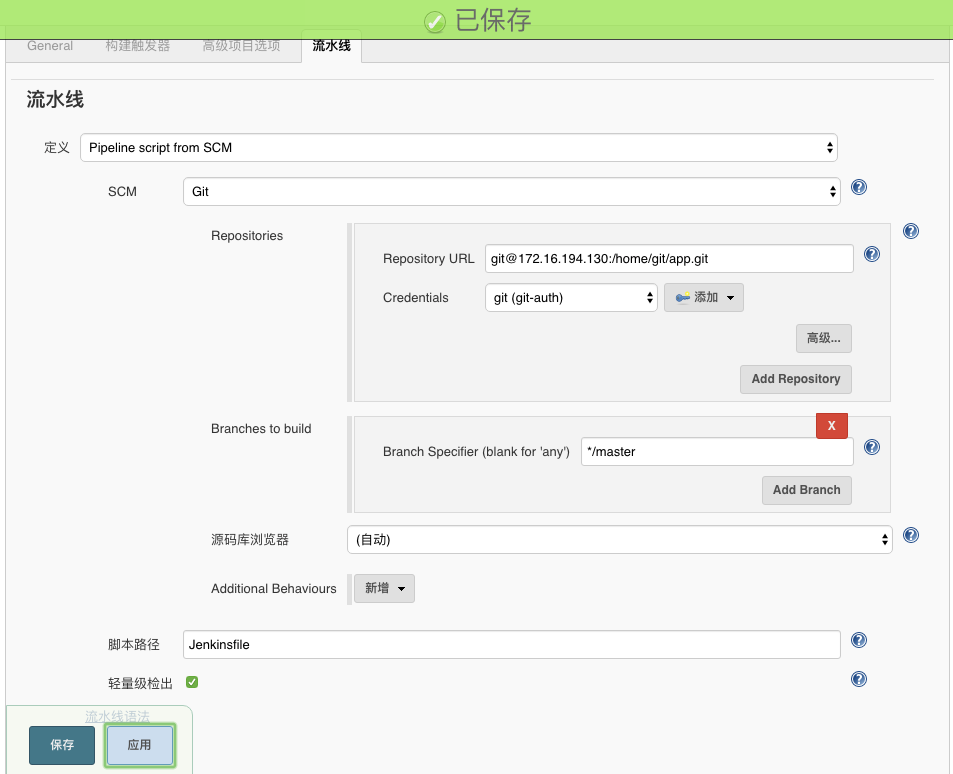 已保存
General 构建触发器 高级项目选项 流水线
流水线
定义 Pipeline script from SCM
SCM Git
Repositories
Repository URL git@172.16.194.130:/home/git/app.git
Credentials git (git-auth) 添加
高级...
Add Repository
Branches to build
X
Branch Specifier (blank for 'any') */master
Add Branch
源码库浏览器 (自动)
Additional Behaviours 新增
脚本路径 Jenkinsfile
轻量级检出
流水线语法
保存 应用